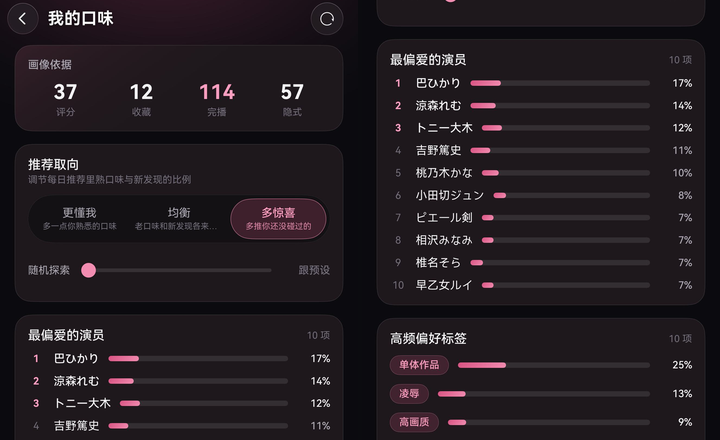 我的口味
画像依据
37 12 114 57
评分 收藏 完播 隐式
推荐取向
调节每日推荐里熟口味与新发现的比例
更懂我 均衡 多惊喜
多一点你熟悉的口味 老口味和新发现各来... 多推你还没碰过的
随机探索 跟预设
最偏爱的演员 10 项
1 巴ひかり 17%
2 涼森れむ 14%
3 トニー大木 12%
4 吉野篤史 11%
最偏爱的演员 10 项
1 巴ひかり 17%
2 涼森れむ 14%
3 トニー大木 12%
4 吉野篤史 11%
5 桃乃木かな 10%
6 小田切ジュン 8%
7 ピエール剣 7%
8 相沢みなみ 7%
9 椎名そら 7%
10 早乙女ルイ 7%
高频偏好标签 10 项
单体作品 25%
凌辱 13%
高画质 9%